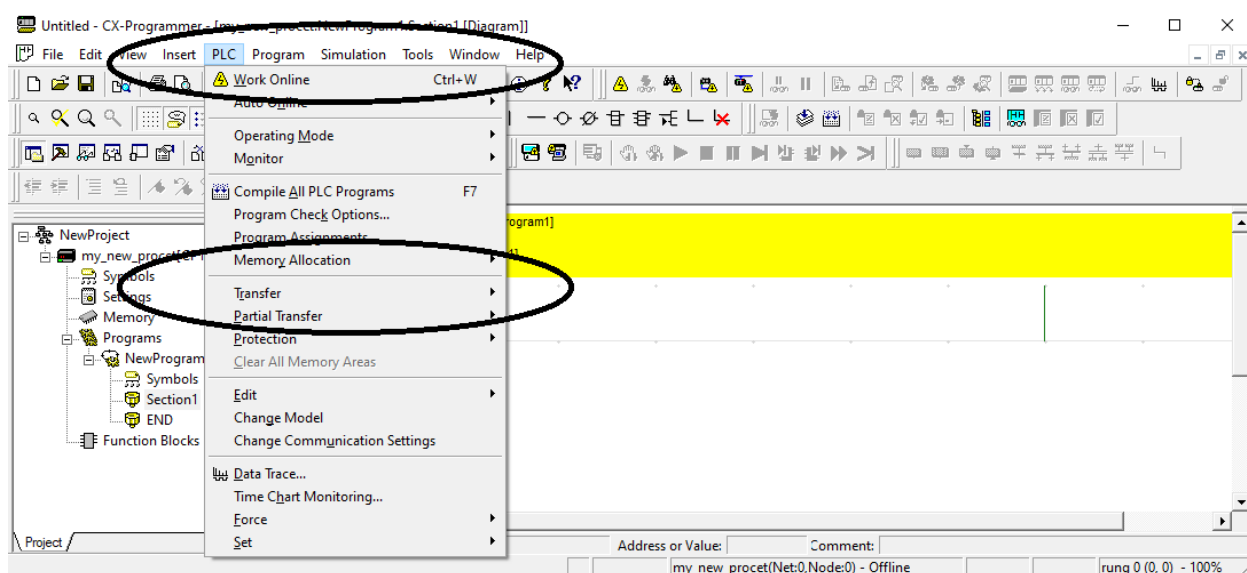 Untitled - CX-Programmer - [my_new_procet.NewProgram1.Section1 [Diagram]]
File Edit View Insert PLC Program Simulation Tools Window Help
Work Online Ctrl+W
Auto Online
Operating Mode
Monitor
Compile All PLC Programs F7
Program Check Options...
Program Assignments
Memory Allocation
Transfer
Partial Transfer
Protection
Clear All Memory Areas
Edit
Change Model
Change Communication Settings
Data Trace...
Time Chart Monitoring...
Force
Set
rogram1]
NewProject
my_new_procet[CP1
Symbols
Settings
Memory
Programs
NewProgram
Symbols
Section1
END
Function Blocks
Project
Address or Value: Comment:
my_new_procet(Net:0,Node:0) - Offline
rung 0 (0, 0) - 100%